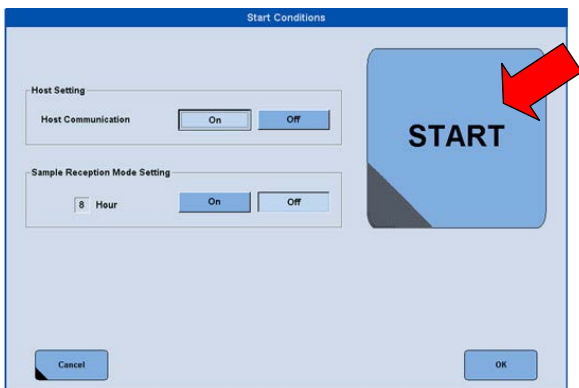 Start Conditions
Host Setting
Host Communication On Off
START
Sample Reception Mode Setting
8 Hour On Off
Cancel OK